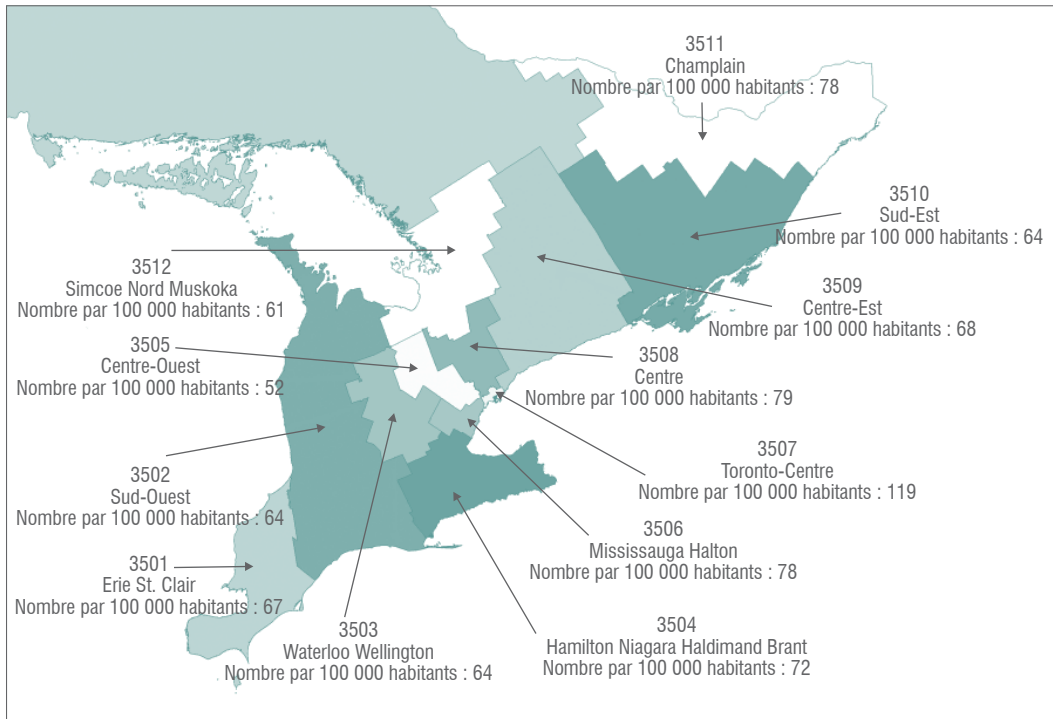 3511
Champlain
Nombre par 100 000 habitants : 78
3510
Sud-Est
Nombre par 100 000 habitants : 64
3512
Simcoe Nord Muskoka
Nombre par 100 000 habitants : 61
3509
Centre-Est
Nombre par 100 000 habitants : 68
3505
Centre-Ouest
Nombre par 100 000 habitants : 52
3508
Centre
Nombre par 100 000 habitants : 79
3507
Toronto-Centre
Nombre par 100 000 habitants : 119
3502
Sud-Ouest
Nombre par 100 000 habitants : 64
3506
Mississauga Halton
Nombre par 100 000 habitants : 78
3501
Erie St. Clair
Nombre par 100 000 habitants : 67
3503
Waterloo Wellington
Nombre par 100 000 habitants : 64
3504
Hamilton Niagara Haldimand Brant
Nombre par 100 000 habitants : 72